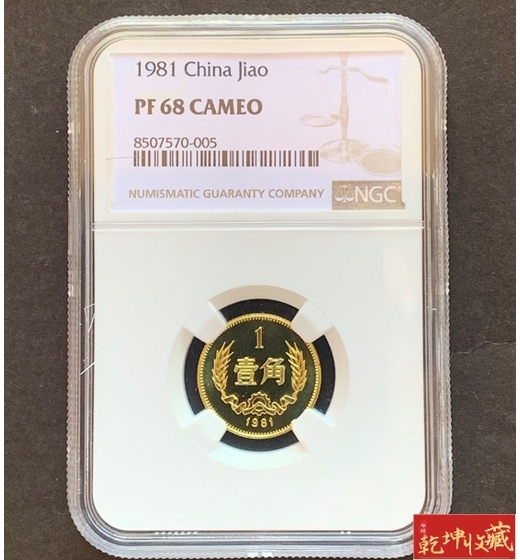 1981 China Jiao
PF 68 CAMEO
8507570-005
NUMISMATIC GUARANTY COMPANY
NGC
1
壹角
1981
乾坤收藏